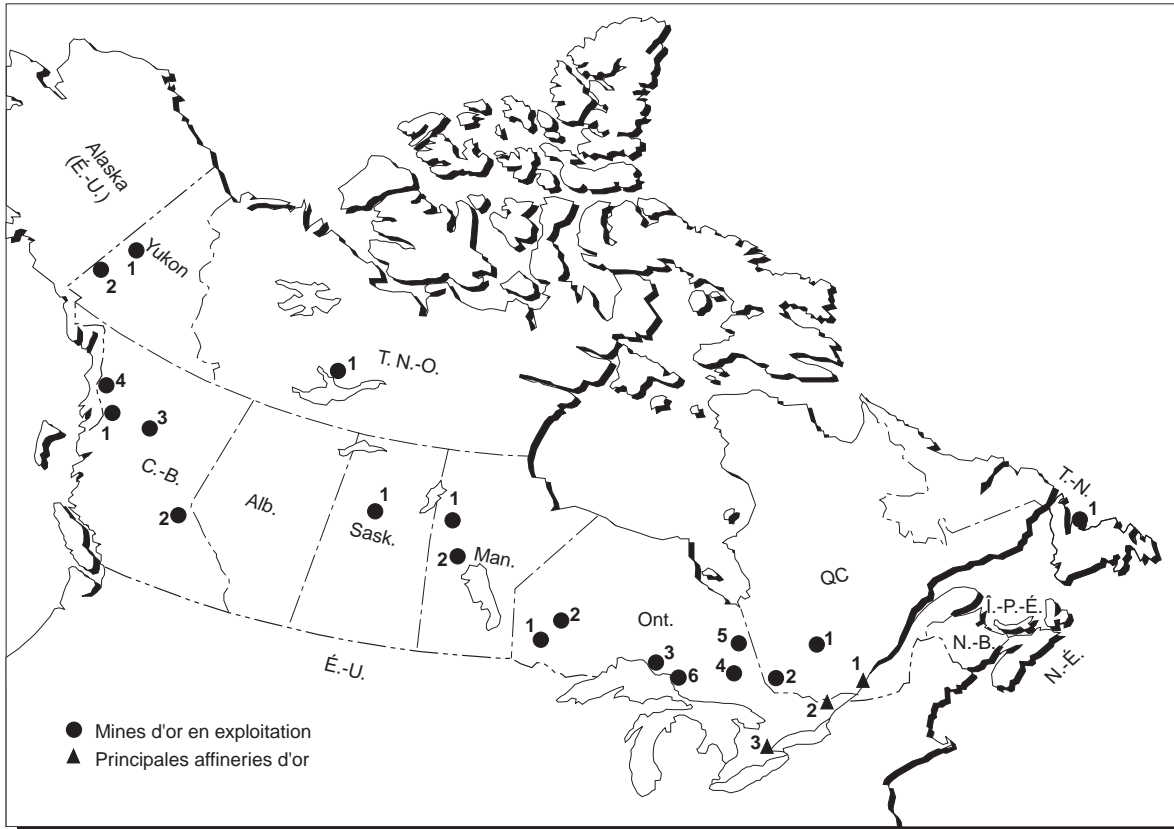 Alaska
(É.-U.)
Yukon
1
2
T. N.-O.
1
4
1
3
C.-B.
2
Alb.
1
Sask.
1
2
Man.
T.-N.
1
QC
Î.-P.-É.
N.-B.
N.-É.
Ont.
1
2
3
6
5
4
1
2
1
2
3
É.-U.
Mines d'or en exploitation
Principales affineries d'or